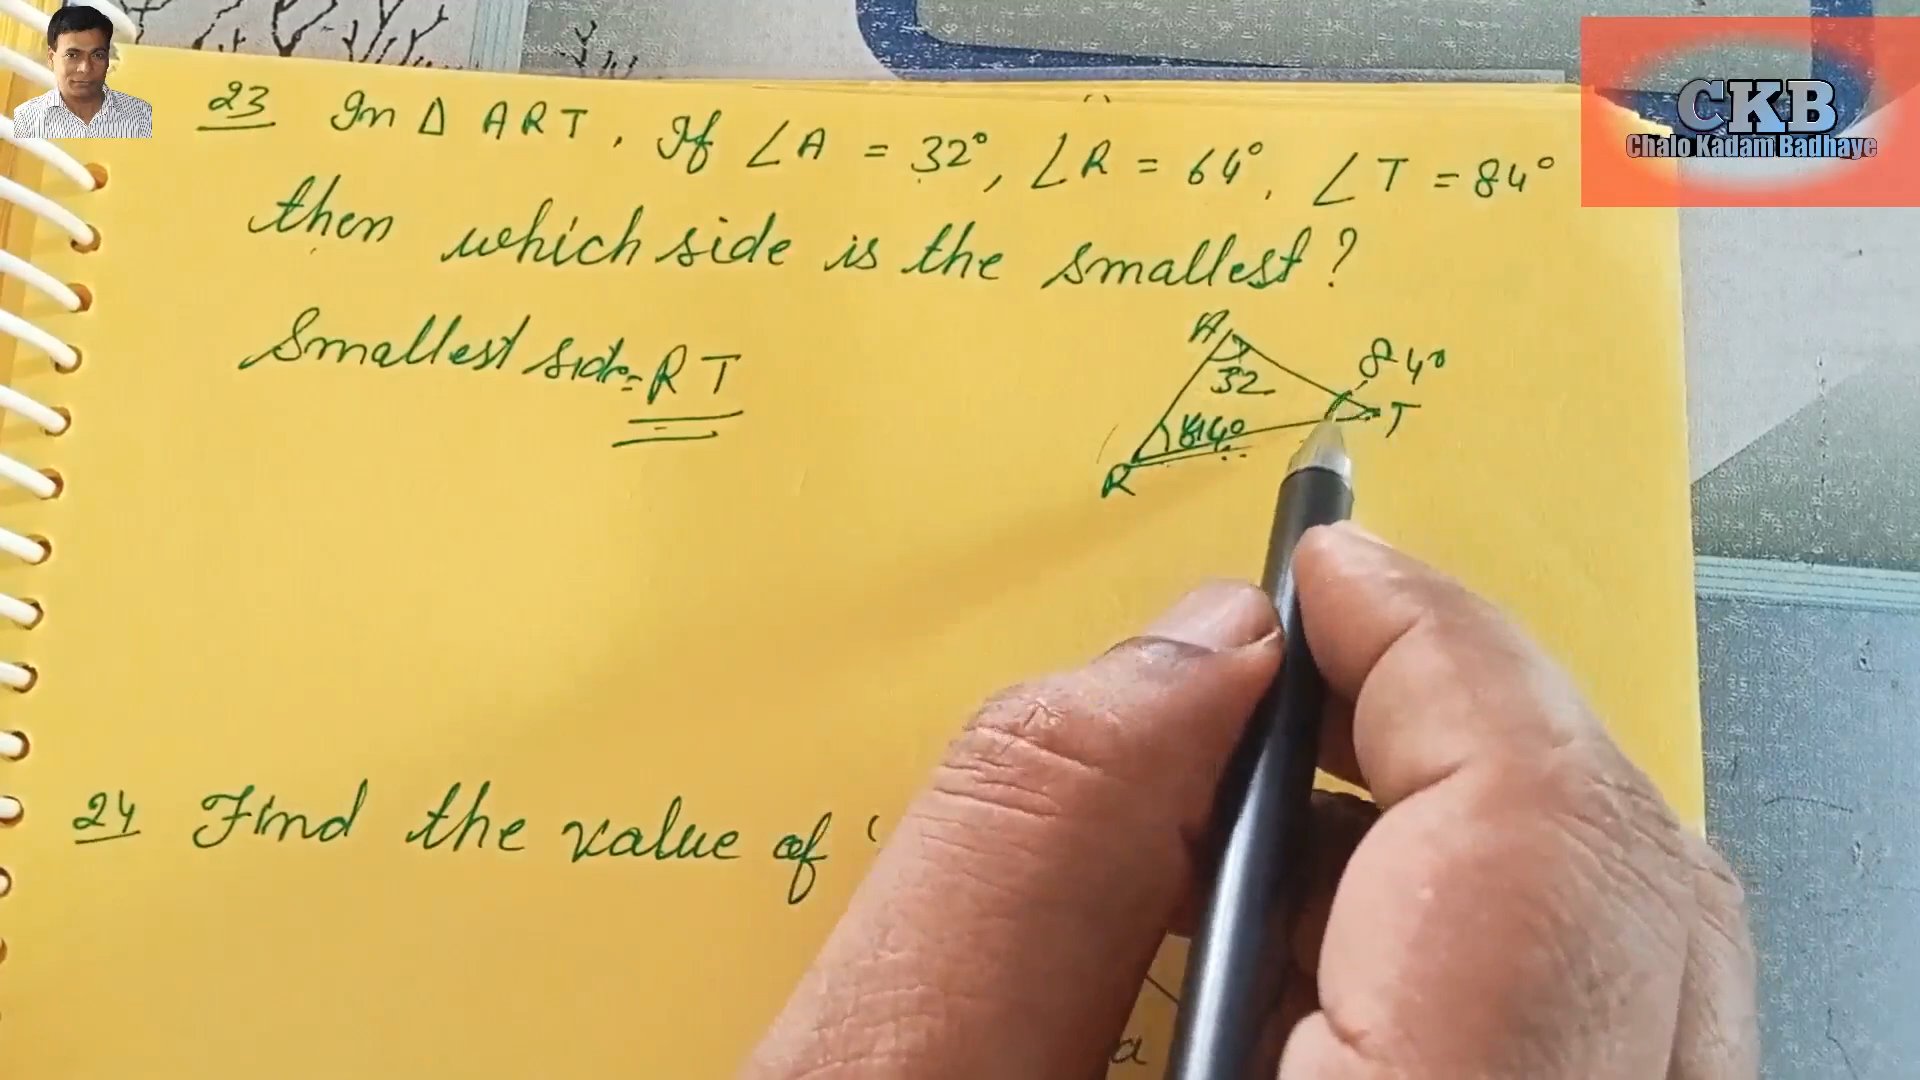 CKB
Chalo Kadam Badhaye
23 In Δ ART, If ∠A = 32°, ∠R = 64°, ∠T = 84°
then which side is the smallest?
Smallest side = RT
A
32
84°
T
64°
R
24 Find the value of '
a